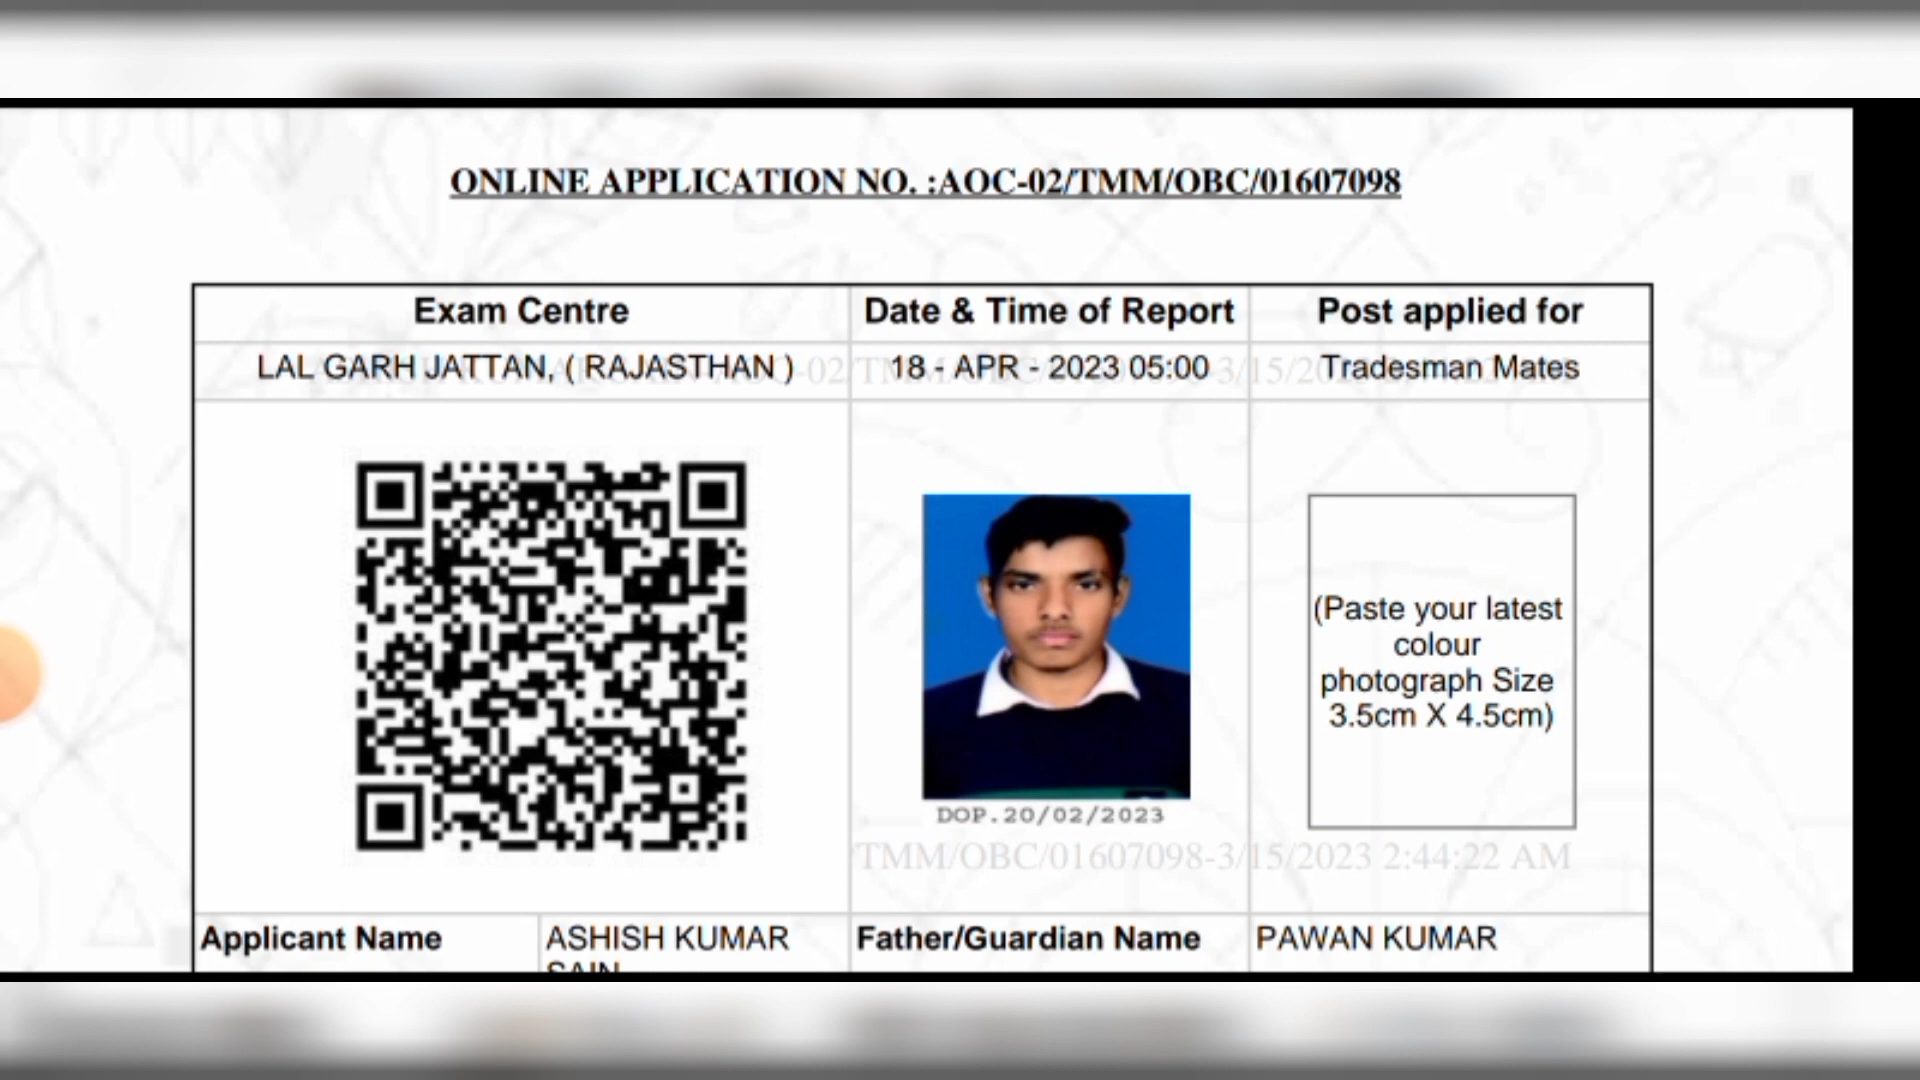 ONLINE APPLICATION NO. :AOC-02/TMM/OBC/01607098
Exam Centre Date & Time of Report Post applied for
LAL GARH JATTAN, ( RAJASTHAN ) 18 - APR - 2023 05:00 Tradesman Mates
(Paste your latest
colour
photograph Size
3.5cm X 4.5cm)
DOP.20/02/2023
TMM/OBC/01607098-3/15/2023 2:44:22 AM
Applicant Name ASHISH KUMAR Father/Guardian Name PAWAN KUMAR
SAIN